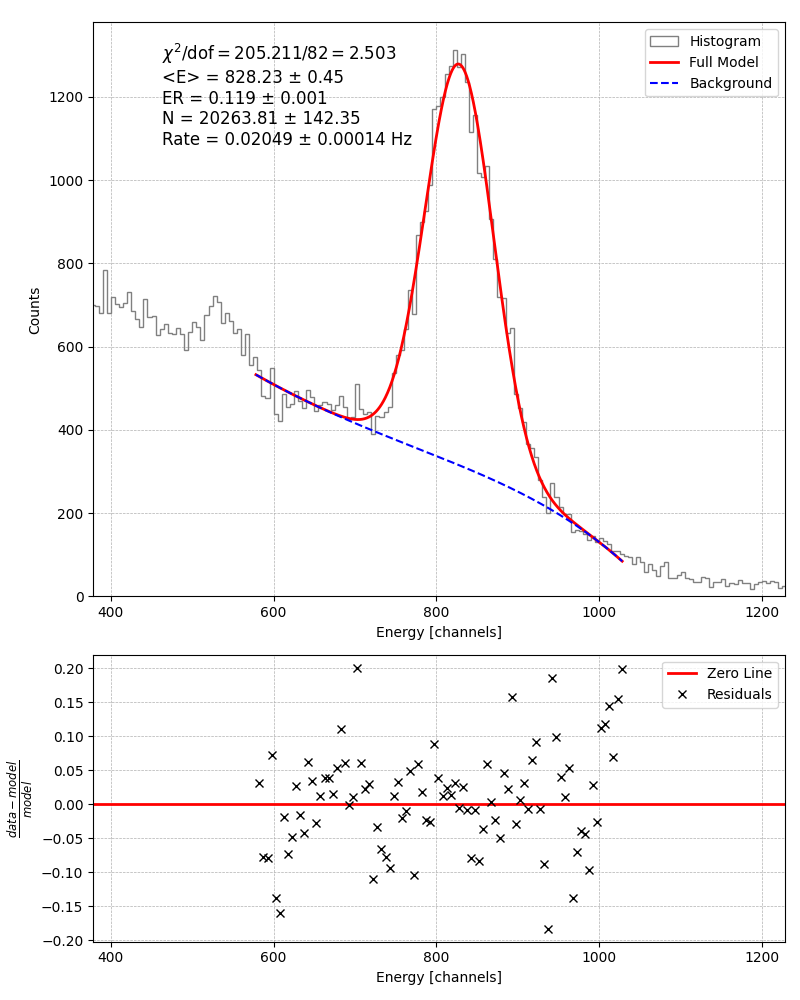 χ²/dof = 205.211/82 = 2.503
<E> = 828.23 ± 0.45
ER = 0.119 ± 0.001
N = 20263.81 ± 142.35
Rate = 0.02049 ± 0.00014 Hz
Histogram
Full Model
Background
Counts
1200
1000
800
600
400
200
0
400 600 800 1000 1200
Energy [channels]
Zero Line
Residuals
data − model
model
0.20
0.15
0.10
0.05
0.00
−0.05
−0.10
−0.15
−0.20
400 600 800 1000 1200
Energy [channels]